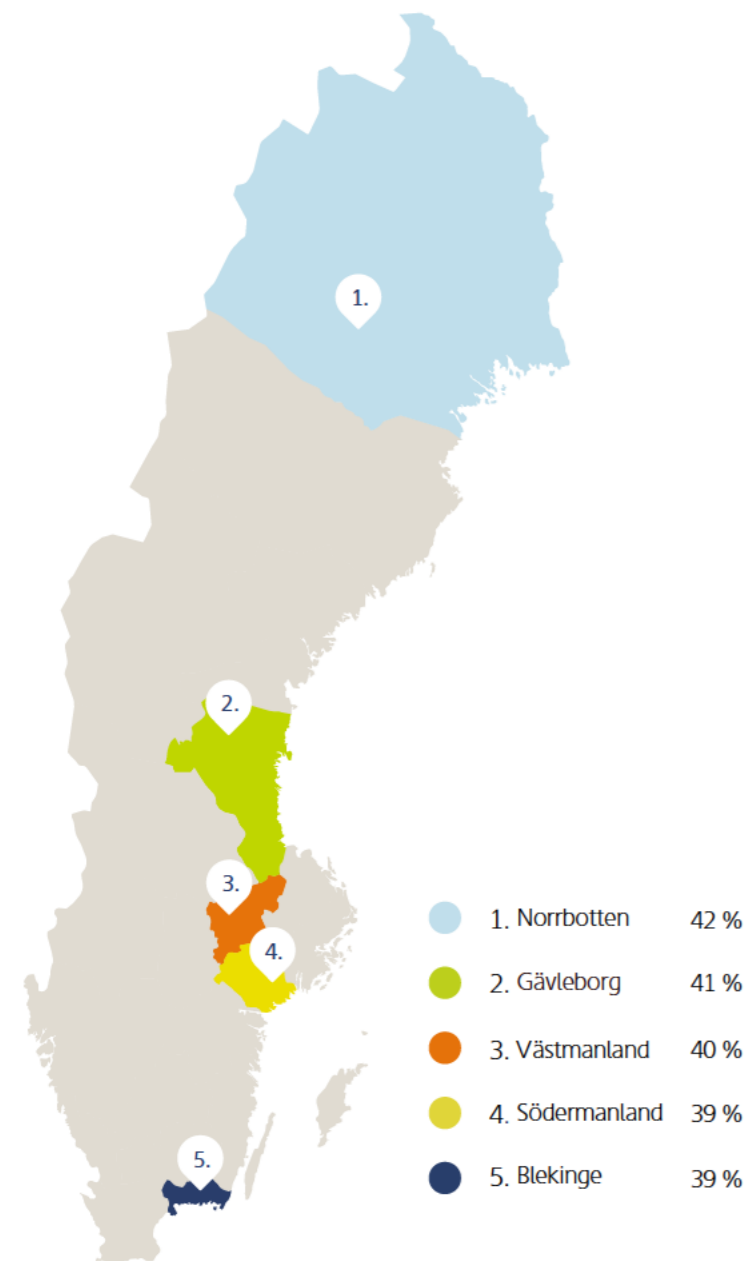 1.
2.
3.
4.
5.
1. Norrbotten 42 %
2. Gävleborg 41 %
3. Västmanland 40 %
4. Södermanland 39 %
5. Blekinge 39 %